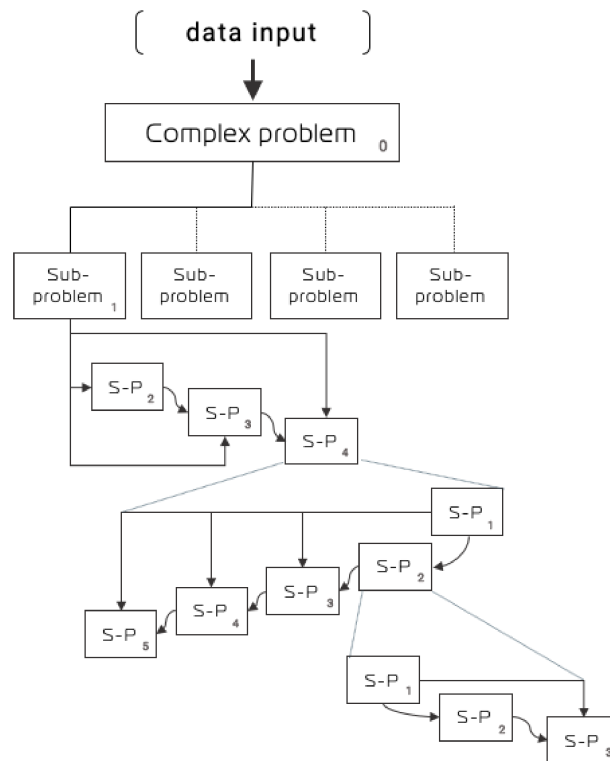 data input
Complex problem 0
Sub- Sub- Sub- Sub-
problem 1 problem problem problem
S-P 2
S-P 3
S-P 4
S-P 1
S-P 2
S-P 3
S-P 4
S-P 5
S-P 1
S-P 2
S-P 3